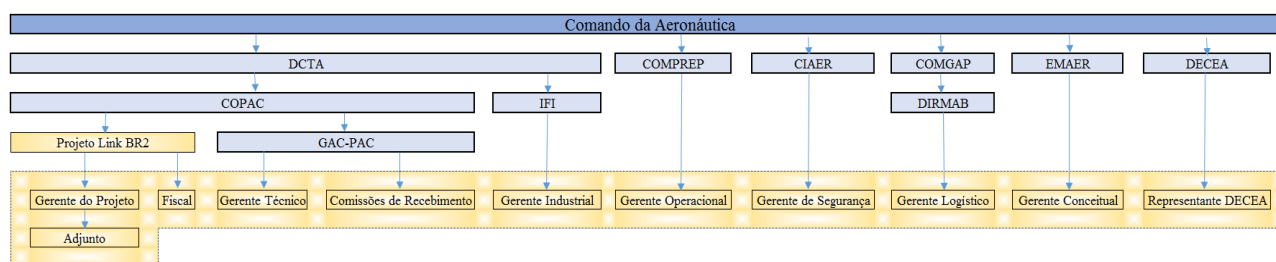 Comando da Aeronáutica
DCTA
COMPREP
CIAER
COMGAP
EMAER
DECEA
COPAC
IFI
DIRMAB
Projeto Link BR2
GAC-PAC
Gerente do Projeto
Fiscal
Gerente Técnico
Comissões de Recebimento
Gerente Industrial
Gerente Operacional
Gerente de Segurança
Gerente Logístico
Gerente Conceitual
Representante DECEA
Adjunto